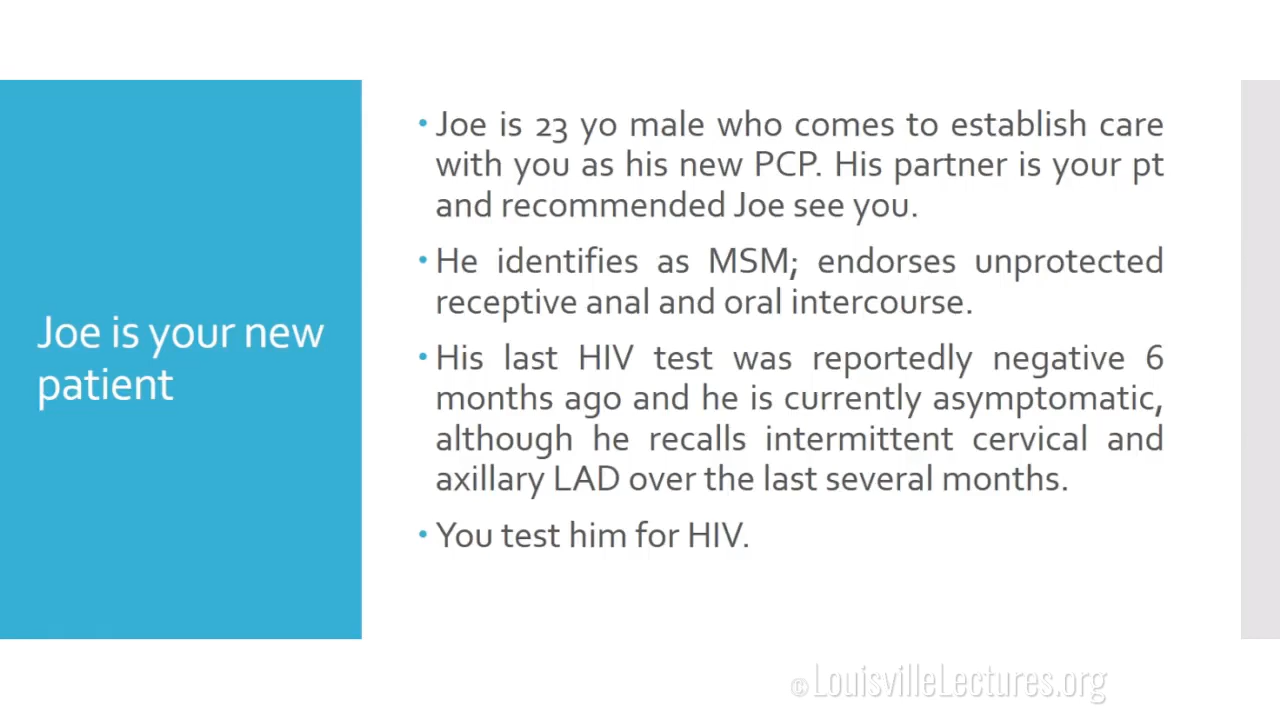 Joe is your new
patient
• Joe is 23 yo male who comes to establish care
with you as his new PCP. His partner is your pt
and recommended Joe see you.
• He identifies as MSM; endorses unprotected
receptive anal and oral intercourse.
• His last HIV test was reportedly negative 6
months ago and he is currently asymptomatic,
although he recalls intermittent cervical and
axillary LAD over the last several months.
• You test him for HIV.
© LouisvilleLectures.org